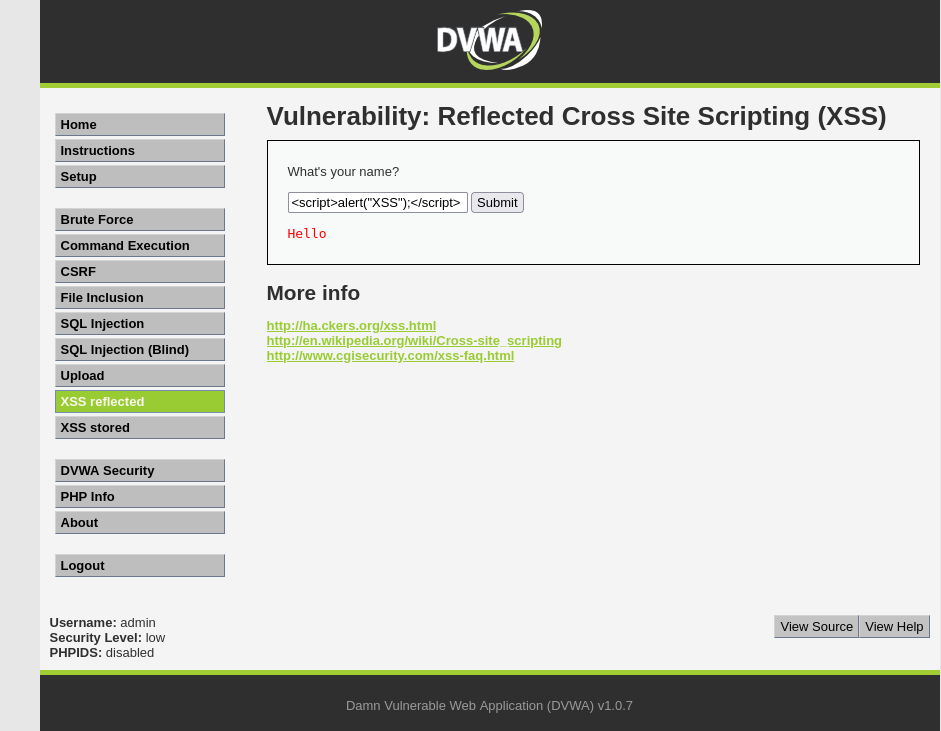 DVWA
Vulnerability: Reflected Cross Site Scripting (XSS)
Home
Instructions
Setup
Brute Force
Command Execution
CSRF
File Inclusion
SQL Injection
SQL Injection (Blind)
Upload
XSS reflected
XSS stored
DVWA Security
PHP Info
About
Logout
What's your name?
<script>alert("XSS");</script> Submit
Hello
More info
http://ha.ckers.org/xss.html
http://en.wikipedia.org/wiki/Cross-site_scripting
http://www.cgisecurity.com/xss-faq.html
Username: admin
Security Level: low
PHPIDS: disabled
View Source View Help
Damn Vulnerable Web Application (DVWA) v1.0.7